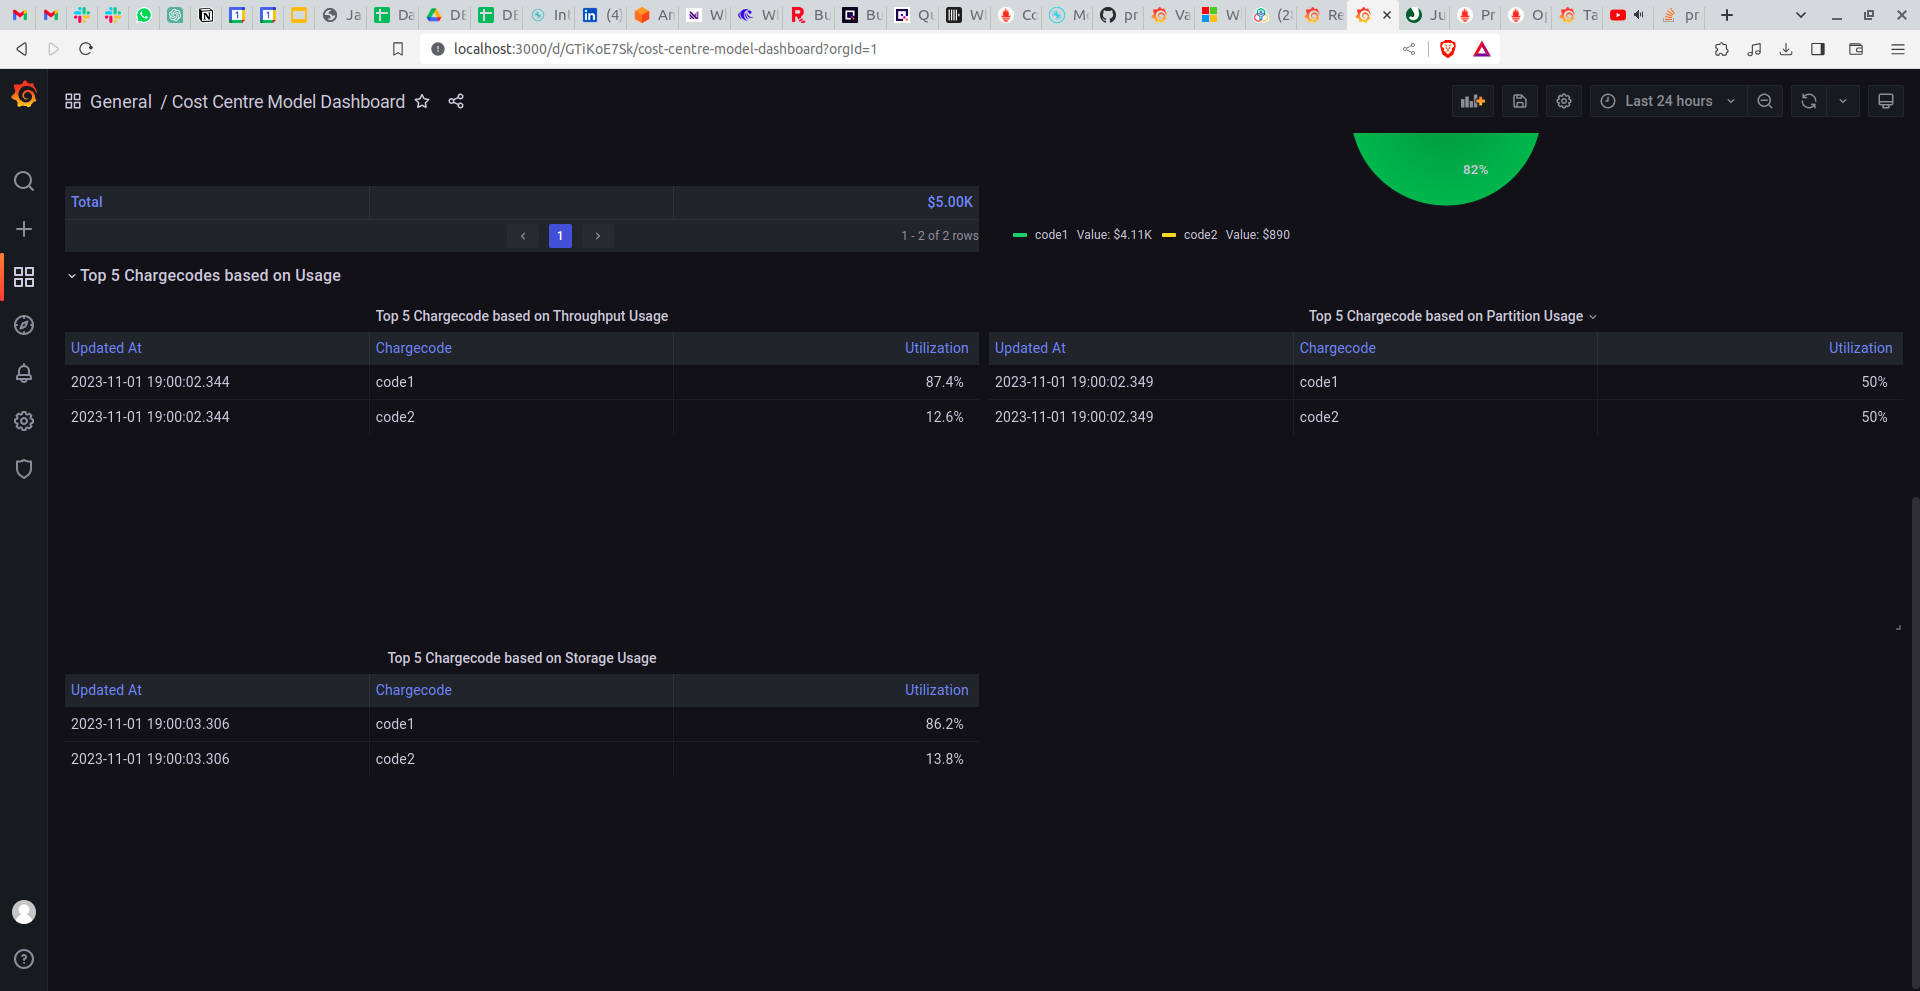 Ja Da DE DE In (4) An W W Bu Bu Qu W Co Mo pr Va W (2 Re Ju Pr Op Ta pr
localhost:3000/d/GTiKoE7Sk/cost-centre-model-dashboard?orgId=1
General / Cost Centre Model Dashboard
Last 24 hours
82%
Total $5.00K
1
1 - 2 of 2 rows
code1 Value: $4.11K code2 Value: $890
Top 5 Chargecodes based on Usage
Top 5 Chargecode based on Throughput Usage
Updated At Chargecode Utilization
2023-11-01 19:00:02.344 code1 87.4%
2023-11-01 19:00:02.344 code2 12.6%
Top 5 Chargecode based on Partition Usage
Updated At Chargecode Utilization
2023-11-01 19:00:02.349 code1 50%
2023-11-01 19:00:02.349 code2 50%
Top 5 Chargecode based on Storage Usage
Updated At Chargecode Utilization
2023-11-01 19:00:03.306 code1 86.2%
2023-11-01 19:00:03.306 code2 13.8%